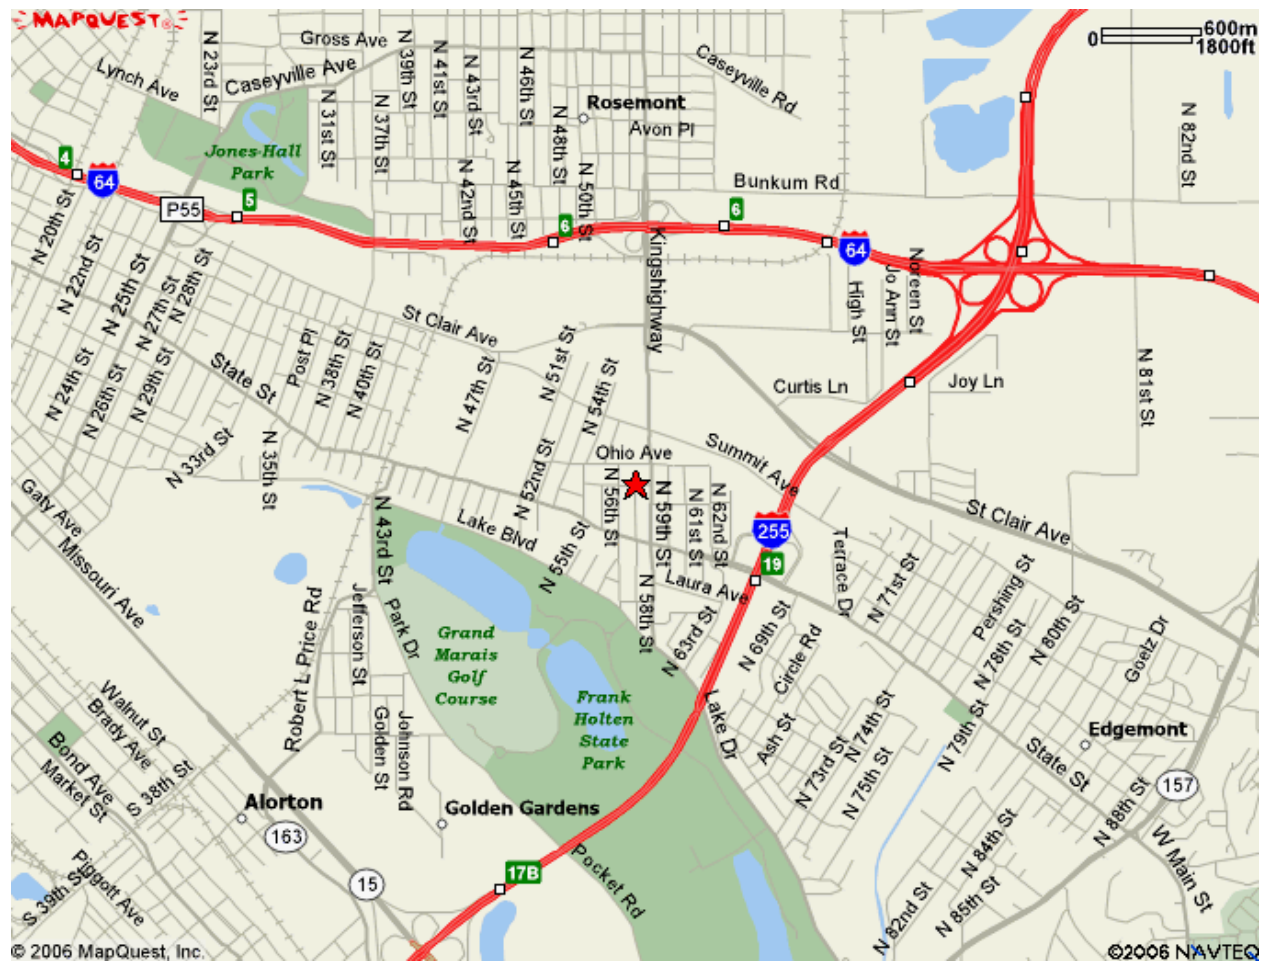 MAPQUEST®
600m
0
1800ft
Gross Ave
N 23rd St
Caseyville Ave
Lynch Ave
N 31st St
N 37th St
N 39th St
N 41st St
N 43rd St
N 46th St
N 48th St
N 50th St
N 42nd St
N 45th St
Rosemont
Avon Pl
Caseyville Rd
N 82nd St
Jones-Hall
Park
Bunkum Rd
4
64
P55
5
6
6
64
N 20th St
N 22nd St
N 25th St
N 27th St
N 28th St
Kingshighway
High St
Jo Ann St
Noreen St
N 24th St
N 26th St
N 29th St
State St
Post Pl
N 38th St
N 40th St
St Clair Ave
N 47th St
N 51st St
N 54th St
Curtis Ln
Joy Ln
N 81st St
N 33rd St
N 35th St
N 52nd St
Ohio Ave
Summit Ave
N 56th St
N 59th St
N 61st St
N 62nd St
St Clair Ave
Gaty Ave
Missouri Ave
N 43rd St
Lake Blvd
N 55th St
255
19
Laura Ave
N 58th St
N 63rd St
Terrace Dr
N 71st St
Pershing St
N 78th St
N 80th St
Goelz Dr
Robert L Price Rd
Jefferson St
Park Dr
Grand
Marais
Golf
Course
N 69th St
Circle Rd
Frank
Holten
State
Park
Lake Dr
Ash St
N 73rd St
N 74th St
N 75th St
N 79th St
State St
Edgemont
157
Walnut St
Brady Ave
Bond Ave
Market St
S 38th St
Golden St
Johnson Rd
Alorton
163
Golden Gardens
N 88th St
W Main St
N 84th St
17B
15
Pocket Rd
Piggott Ave
S 39th St
N 82nd St
N 85th St
© 2006 MapQuest, Inc.
©2006 NAVTEQ